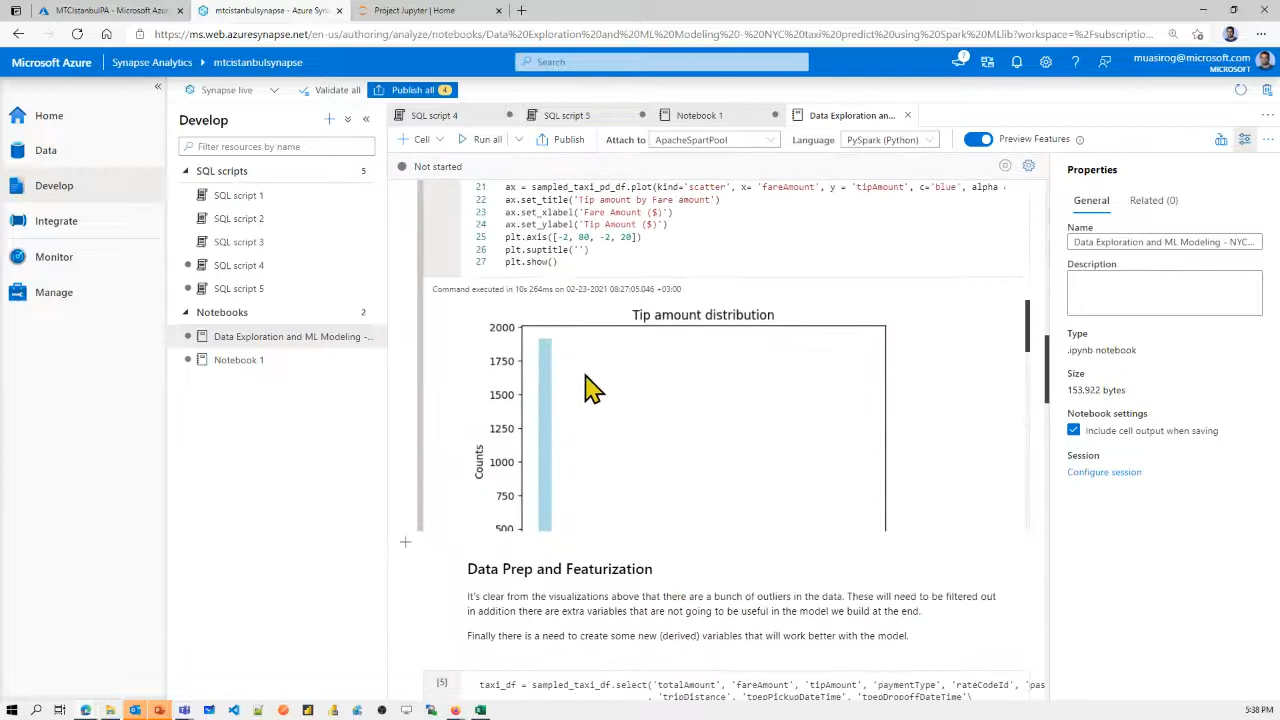 MTCIstanbulPA - Microsoft Azure
mtcistanbulsynapse - Azure Syna
Project Jupyter | Home
https://ms.web.azuresynapse.net/en-us/authoring/analyze/notebooks/Data%20Exploration%20and%20ML%20Modeling%20-%20NYC%20taxi%20predict%20using%20Spark%20MLlib?workspace=%2Fsubscriptio...
Microsoft Azure
Synapse Analytics
mtcistanbulsynapse
Search
7
muasirog@microsoft.com
MICROSOFT
Synapse live
Validate all
Publish all
4
Home
Data
Develop
Integrate
Monitor
Manage
Develop
Filter resources by name
SQL scripts
5
SQL script 1
SQL script 2
SQL script 3
SQL script 4
SQL script 5
Notebooks
2
Data Exploration and ML Modeling -...
Notebook 1
SQL script 4
SQL script 5
Notebook 1
Data Exploration an...
Cell
Run all
Publish
Attach to
ApacheSpartPool
Language
PySpark (Python)
Preview Features
Not started
21 ax = sampled_taxi_pd_df.plot(kind='scatter', x= 'fareAmount', y = 'tipAmount', c='blue', alpha
22 ax.set_title('Tip amount by Fare amount')
23 ax.set_xlabel('Fare Amount ($)')
24 ax.set_ylabel('Tip Amount ($)')
25 plt.axis([-2, 80, -2, 20])
26 plt.suptitle('')
27 plt.show()
Command executed in 10s 264ms on 02-23-2021 08:27:05.046 +03:00
Tip amount distribution
2000
1750
1500
1250
1000
750
500
Counts
Data Prep and Featurization
It's clear from the visualizations above that there are a bunch of outliers in the data. These will need to be filtered out
in addition there are extra variables that are not going to be useful in the model we build at the end.
Finally there is a need to create some new (derived) variables that will work better with the model.
[5]
taxi_df = sampled_taxi_df.select('totalAmount', 'fareAmount', 'tipAmount', 'paymentType', 'rateCodeId', 'pas
, 'tripDistance', 'tpepPickupDateTime', 'tpepDropoffDateTime'\
Properties
General
Related (0)
Name
Data Exploration and ML Modeling - NYC...
Description
Type
.ipynb notebook
Size
153,922 bytes
Notebook settings
Include cell output when saving
Session
Configure session
5:38 PM